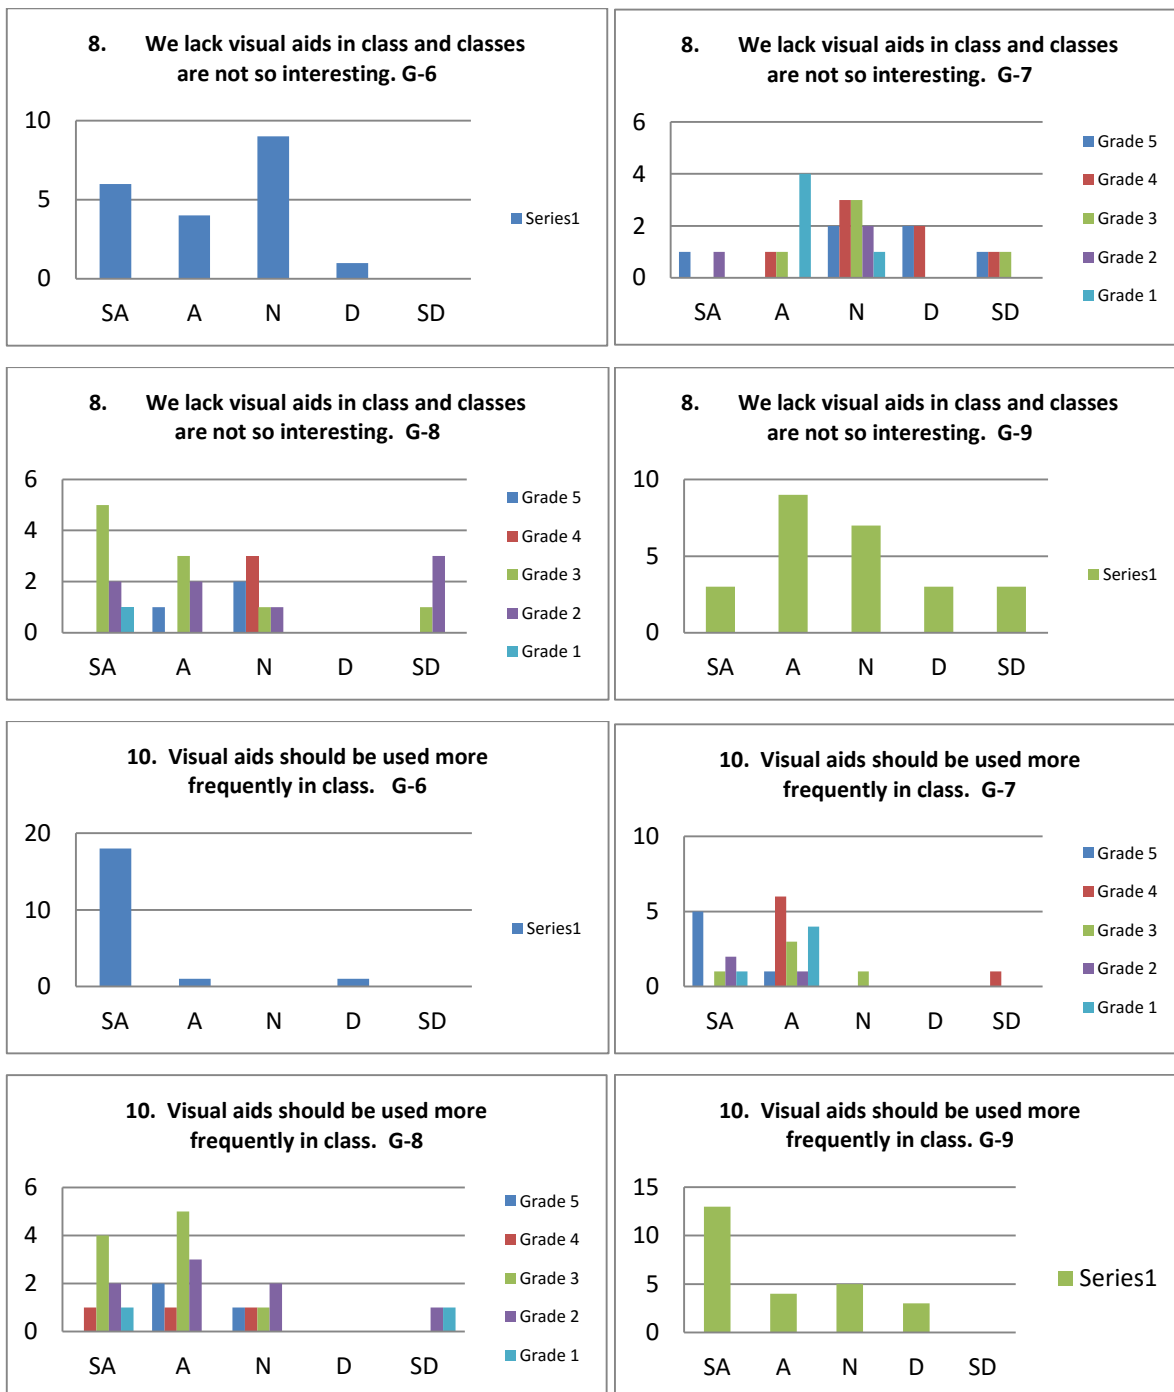 8. We lack visual aids in class and classes
are not so interesting. G-6
10
5
0
SA A N D SD
Series1
8. We lack visual aids in class and classes
are not so interesting. G-7
6
4
2
0
SA A N D SD
Grade 5
Grade 4
Grade 3
Grade 2
Grade 1
8. We lack visual aids in class and classes
are not so interesting. G-8
6
4
2
0
SA A N D SD
Grade 5
Grade 4
Grade 3
Grade 2
Grade 1
8. We lack visual aids in class and classes
are not so interesting. G-9
10
5
0
SA A N D SD
Series1
10. Visual aids should be used more
frequently in class. G-6
20
10
0
SA A N D SD
Series1
10. Visual aids should be used more
frequently in class. G-7
10
5
0
SA A N D SD
Grade 5
Grade 4
Grade 3
Grade 2
Grade 1
10. Visual aids should be used more
frequently in class. G-8
6
4
2
0
SA A N D SD
Grade 5
Grade 4
Grade 3
Grade 2
Grade 1
10. Visual aids should be used more
frequently in class. G-9
15
10
5
0
SA A N D SD
Series1